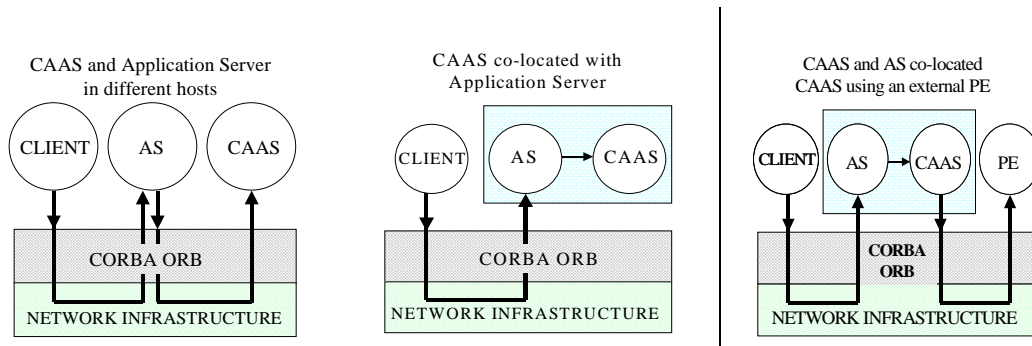 CAAS and Application Server
in different hosts
CLIENT
AS
CAAS
CORBA ORB
NETWORK INFRASTRUCTURE
CAAS co-located with
Application Server
CLIENT
AS
CAAS
CORBA ORB
NETWORK INFRASTRUCTURE
CAAS and AS co-located
CAAS using an external PE
CLIENT
AS
CAAS
PE
CORBA
ORB
NETWORK INFRASTRUCTURE